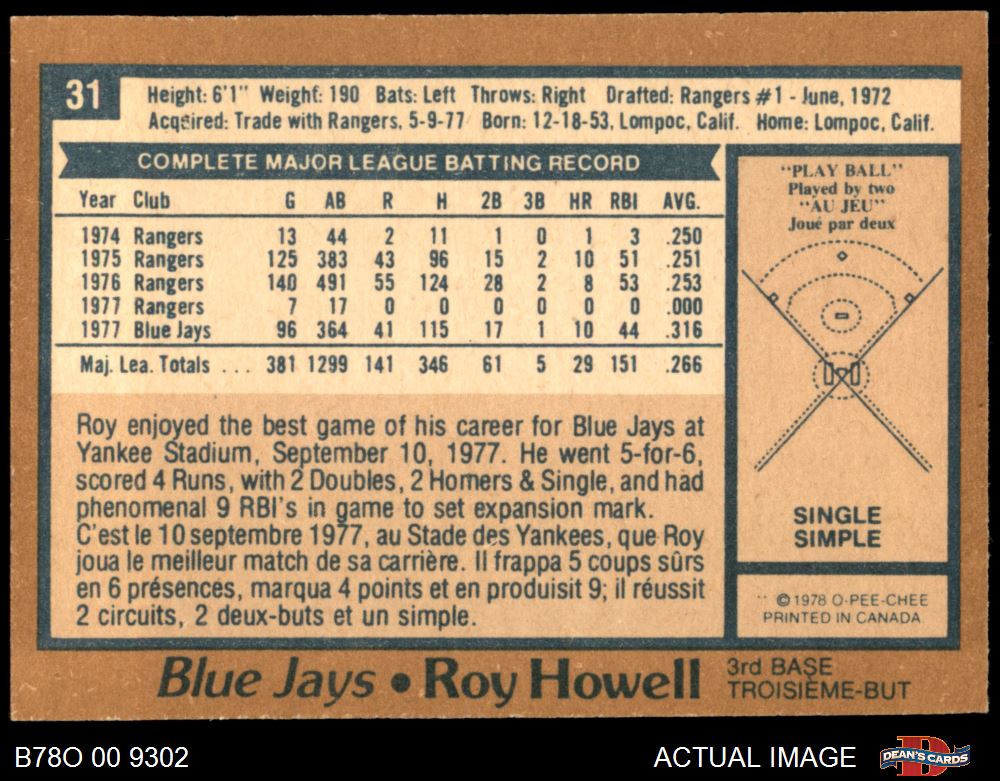 31
Height: 6'1" Weight: 190 Bats: Left Throws: Right Drafted: Rangers #1 - June, 1972
Acquired: Trade with Rangers, 5-9-77 Born: 12-18-53, Lompoc, Calif. Home: Lompoc, Calif.
COMPLETE MAJOR LEAGUE BATTING RECORD
Year Club G AB R H 2B 3B HR RBI AVG.
1974 Rangers 13 44 2 11 1 0 1 3 .250
1975 Rangers 125 383 43 96 15 2 10 51 .251
1976 Rangers 140 491 55 124 28 2 8 53 .253
1977 Rangers 7 17 0 0 0 0 0 0 .000
1977 Blue Jays 96 364 41 115 17 1 10 44 .316
Maj. Lea. Totals ... 381 1299 141 346 61 5 29 151 .266
Roy enjoyed the best game of his career for Blue Jays at
Yankee Stadium, September 10, 1977. He went 5-for-6,
scored 4 Runs, with 2 Doubles, 2 Homers & Single, and had
phenomenal 9 RBI's in game to set expansion mark.
C'est le 10 septembre 1977, au Stade des Yankees, que Roy
joua le meilleur match de sa carrière. Il frappa 5 coups sûrs
en 6 présences, marqua 4 points et en produisit 9; il réussit
2 circuits, 2 deux-buts et un simple.
"PLAY BALL"
Played by two
"AU JEU"
Joué par deux
SINGLE
SIMPLE
©1978 O-PEE-CHEE
PRINTED IN CANADA
Blue Jays • Roy Howell
3rd BASE
TROISIÈME-BUT
B78O 00 9302
ACTUAL IMAGE
DEAN'S CARDS